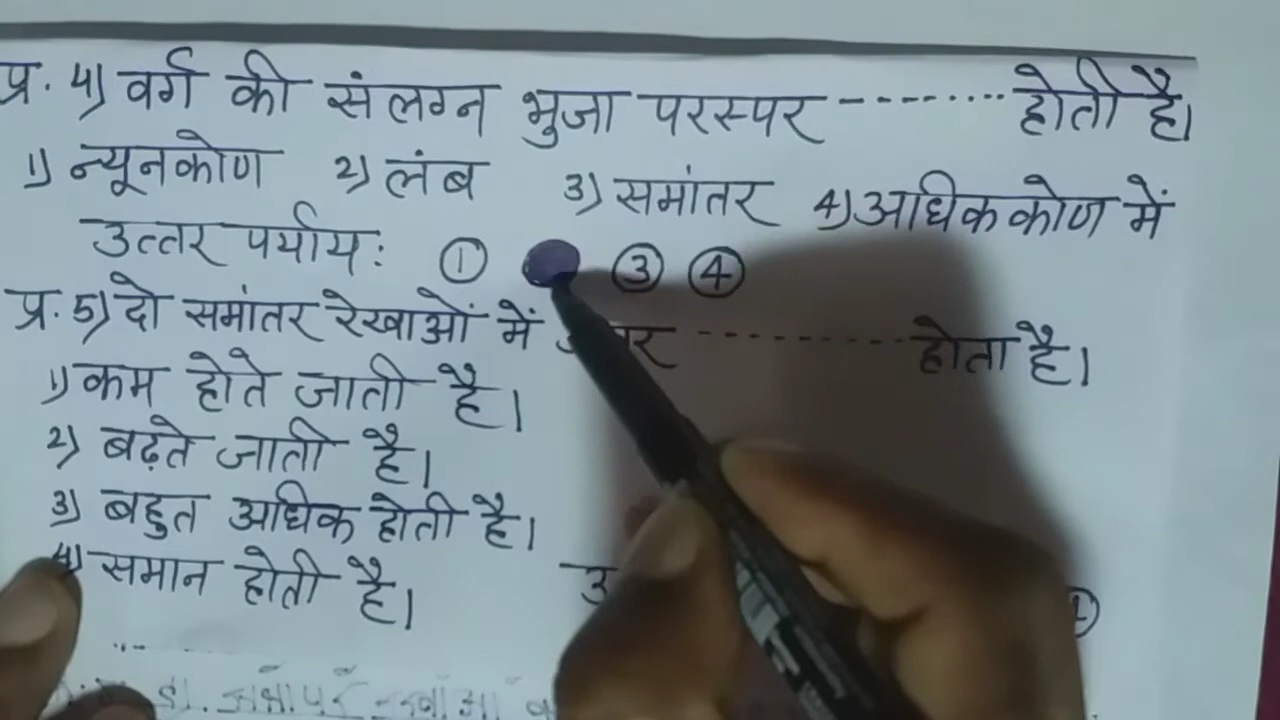 प्र. 4) वर्ग की संलग्न भुजा परस्पर -------- होती है।
1) न्यूनकोण 2) लंब 3) समांतर 4) अधिककोण में
उत्तर पर्याय: ① ③ ④
प्र. 5) दो समांतर रेखाओं में --------- होता है।
1) कम होते जाती है।
2) बढ़ते जाती है।
3) बहुत अधिक होती है।
4) समान होती है।